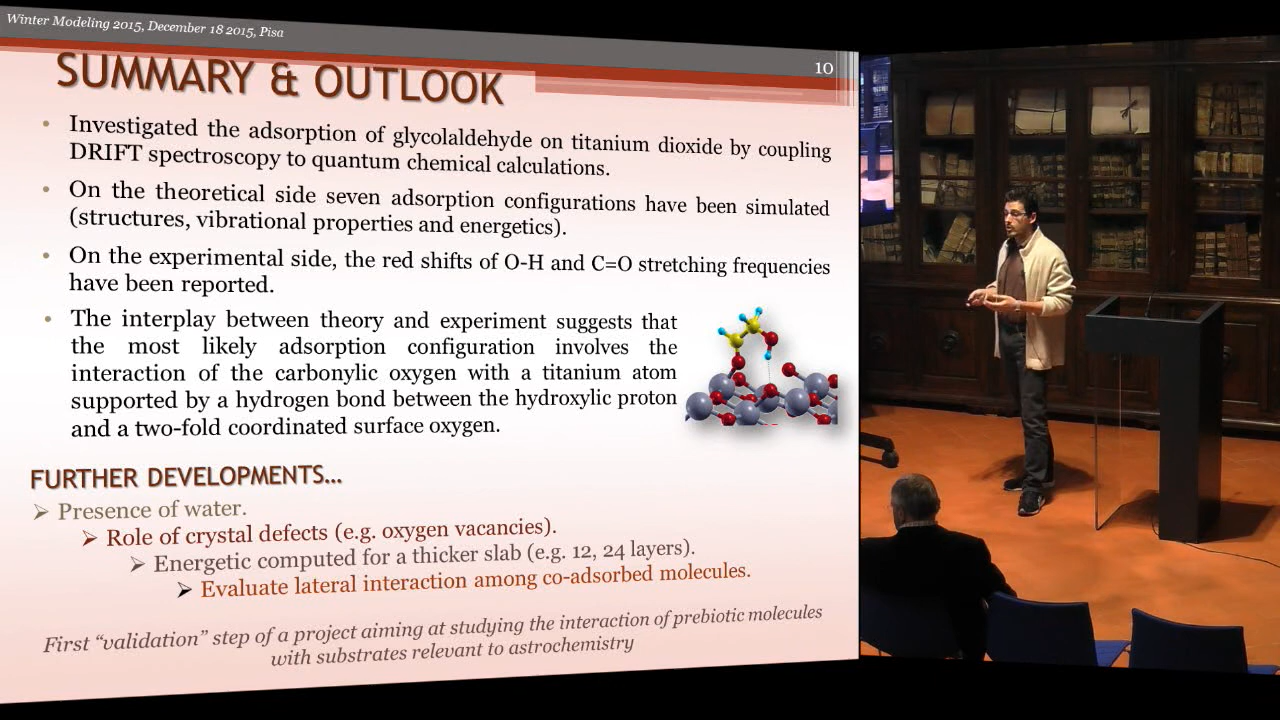 Winter Modeling 2015, December 18 2015, Pisa
10
SUMMARY & OUTLOOK
• Investigated the adsorption of glycolaldehyde on titanium dioxide by coupling
DRIFT spectroscopy to quantum chemical calculations.
• On the theoretical side seven adsorption configurations have been simulated
(structures, vibrational properties and energetics).
• On the experimental side, the red shifts of O-H and C=O stretching frequencies
have been reported.
• The interplay between theory and experiment suggests that
the most likely adsorption configuration involves the
interaction of the carbonylic oxygen with a titanium atom
supported by a hydrogen bond between the hydroxylic proton
and a two-fold coordinated surface oxygen.
FURTHER DEVELOPMENTS...
➢ Presence of water.
➢ Role of crystal defects (e.g. oxygen vacancies).
➢ Energetic computed for a thicker slab (e.g. 12, 24 layers).
➢ Evaluate lateral interaction among co-adsorbed molecules.
First “validation” step of a project aiming at studying the interaction of prebiotic molecules
with substrates relevant to astrochemistry